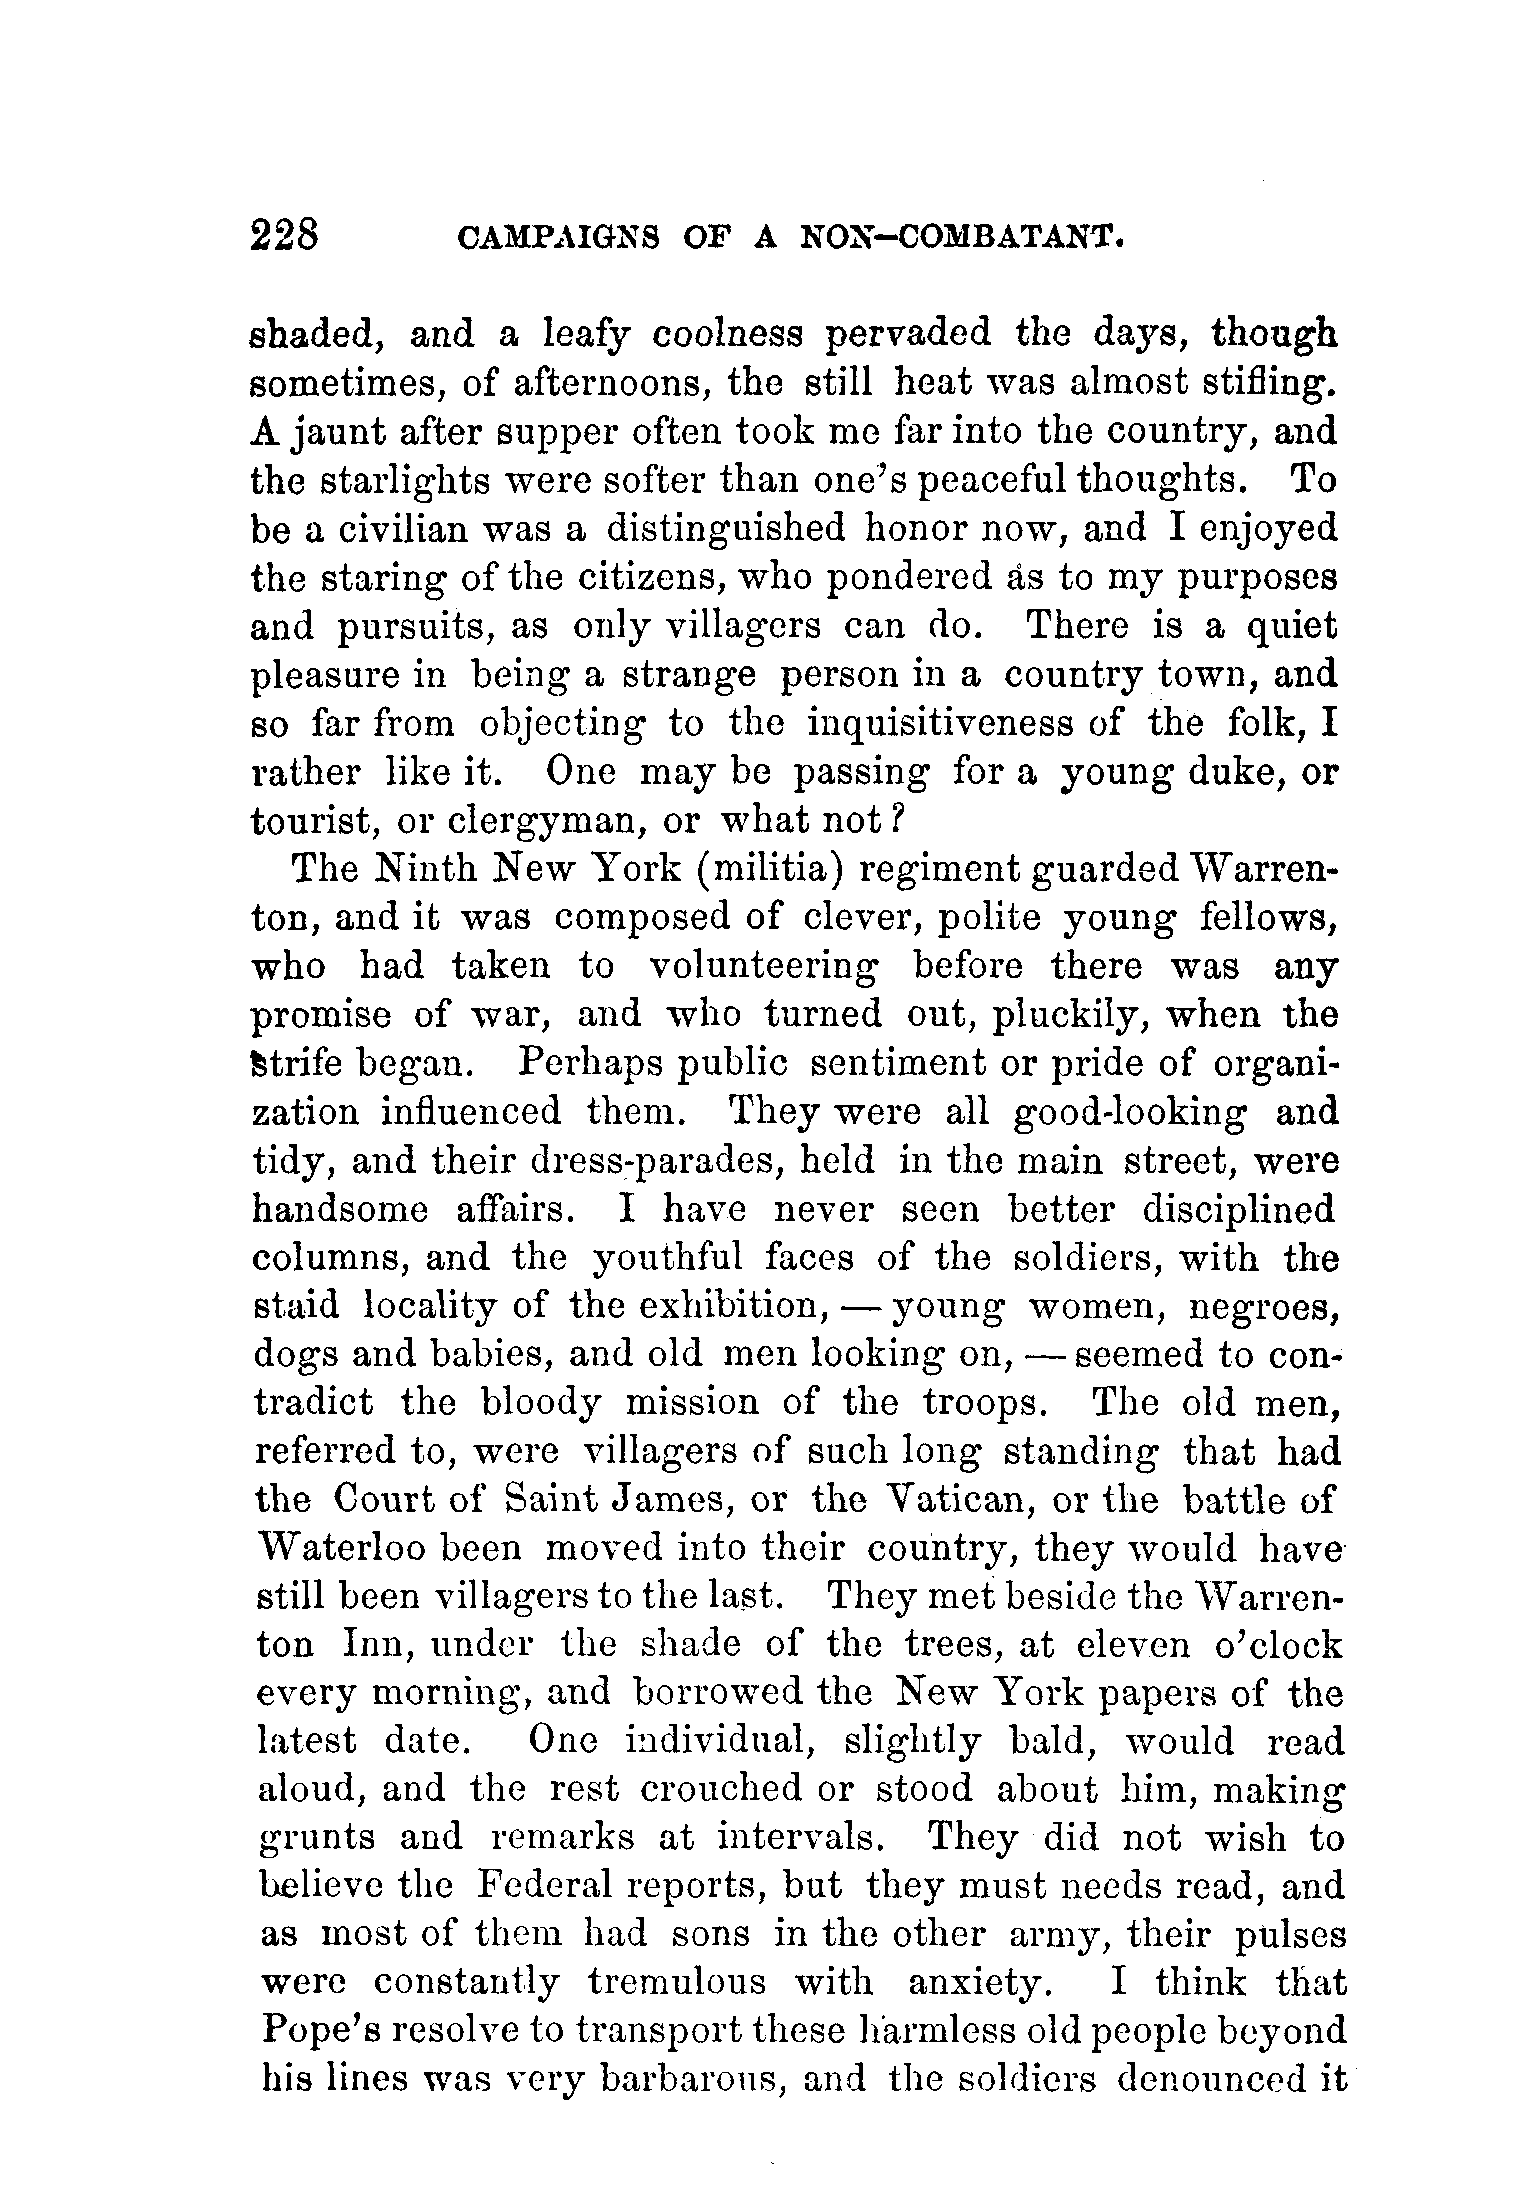 228 CAMPAIGNS OF A NON-COMBATANT.
shaded, and a leafy coolness pervaded the days, though
sometimes, of afternoons, the still heat was almost stifling.
A jaunt after supper often took me far into the country, and
the starlights were softer than one's peaceful thoughts. To
be a civilian was a distinguished honor now, and I enjoyed
the staring of the citizens, who pondered as to my purposes
and pursuits, as only villagers can do. There is a quiet
pleasure in being a strange person in a country town, and
so far from objecting to the inquisitiveness of the folk, I
rather like it. One may be passing for a young duke, or
tourist, or clergyman, or what not?
The Ninth New York (militia) regiment guarded Warren-
ton, and it was composed of clever, polite young fellows,
who had taken to volunteering before there was any
promise of war, and who turned out, pluckily, when the
strife began. Perhaps public sentiment or pride of organi-
zation influenced them. They were all good-looking and
tidy, and their dress-parades, held in the main street, were
handsome affairs. I have never seen better disciplined
columns, and the youthful faces of the soldiers, with the
staid locality of the exhibition, — young women, negroes,
dogs and babies, and old men looking on, — seemed to con-
tradict the bloody mission of the troops. The old men,
referred to, were villagers of such long standing that had
the Court of Saint James, or the Vatican, or the battle of
Waterloo been moved into their country, they would have
still been villagers to the last. They met beside the Warren-
ton Inn, under the shade of the trees, at eleven o'clock
every morning, and borrowed the New York papers of the
latest date. One individual, slightly bald, would read
aloud, and the rest crouched or stood about him, making
grunts and remarks at intervals. They did not wish to
believe the Federal reports, but they must needs read, and
as most of them had sons in the other army, their pulses
were constantly tremulous with anxiety. I think that
Pope's resolve to transport these harmless old people beyond
his lines was very barbarous, and the soldiers denounced it